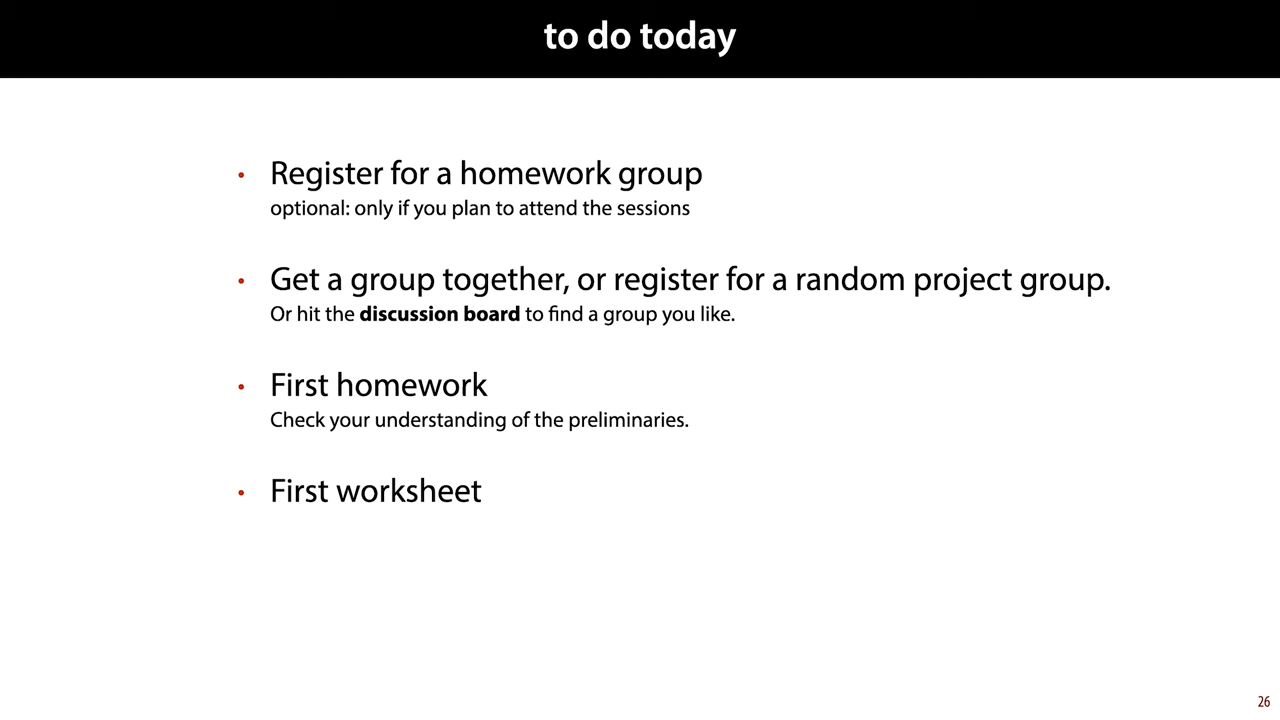 to do today
• Register for a homework group
optional: only if you plan to attend the sessions
• Get a group together, or register for a random project group.
Or hit the discussion board to find a group you like.
• First homework
Check your understanding of the preliminaries.
• First worksheet
26